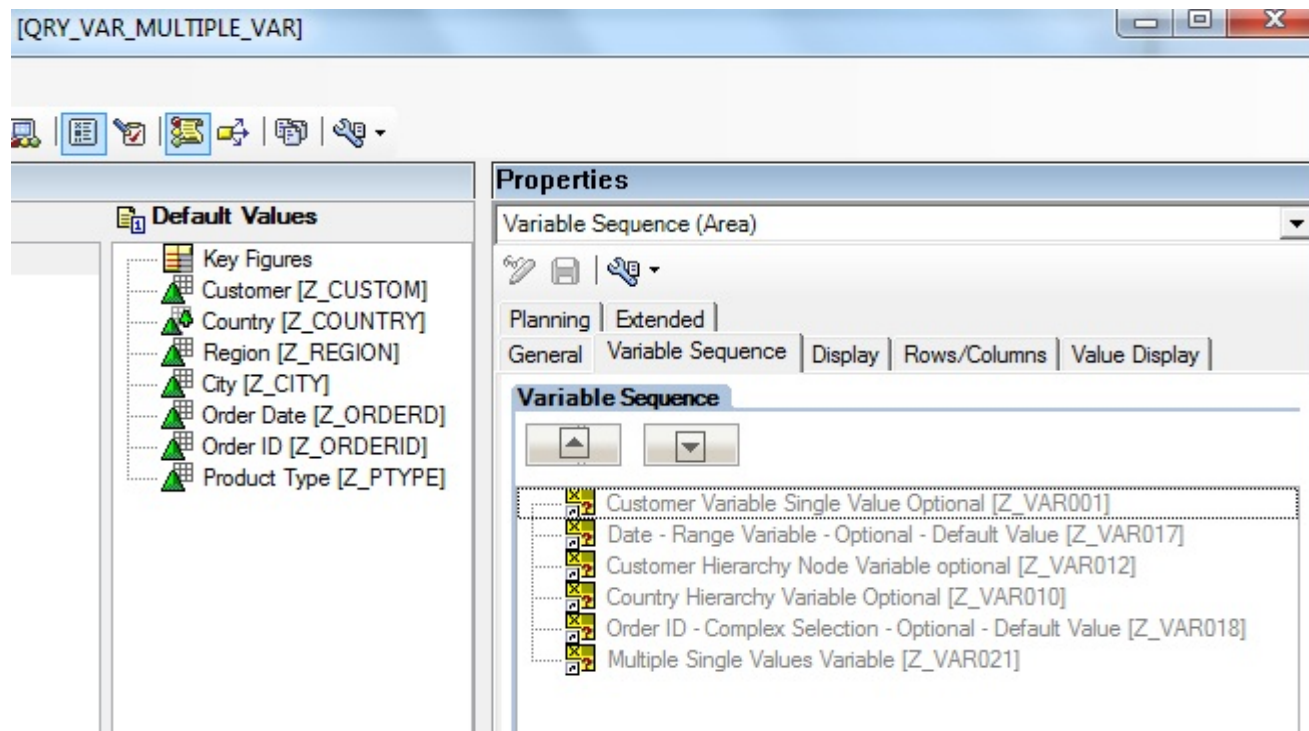 [QRY_VAR_MULTIPLE_VAR]
Default Values
Key Figures
Customer [Z_CUSTOM]
Country [Z_COUNTRY]
Region [Z_REGION]
City [Z_CITY]
Order Date [Z_ORDERD]
Order ID [Z_ORDERID]
Product Type [Z_PTYPE]
Properties
Variable Sequence (Area)
Planning Extended
General Variable Sequence Display Rows/Columns Value Display
Variable Sequence
Customer Variable Single Value Optional [Z_VAR001]
Date - Range Variable - Optional - Default Value [Z_VAR017]
Customer Hierarchy Node Variable optional [Z_VAR012]
Country Hierarchy Variable Optional [Z_VAR010]
Order ID - Complex Selection - Optional - Default Value [Z_VAR018]
Multiple Single Values Variable [Z_VAR021]